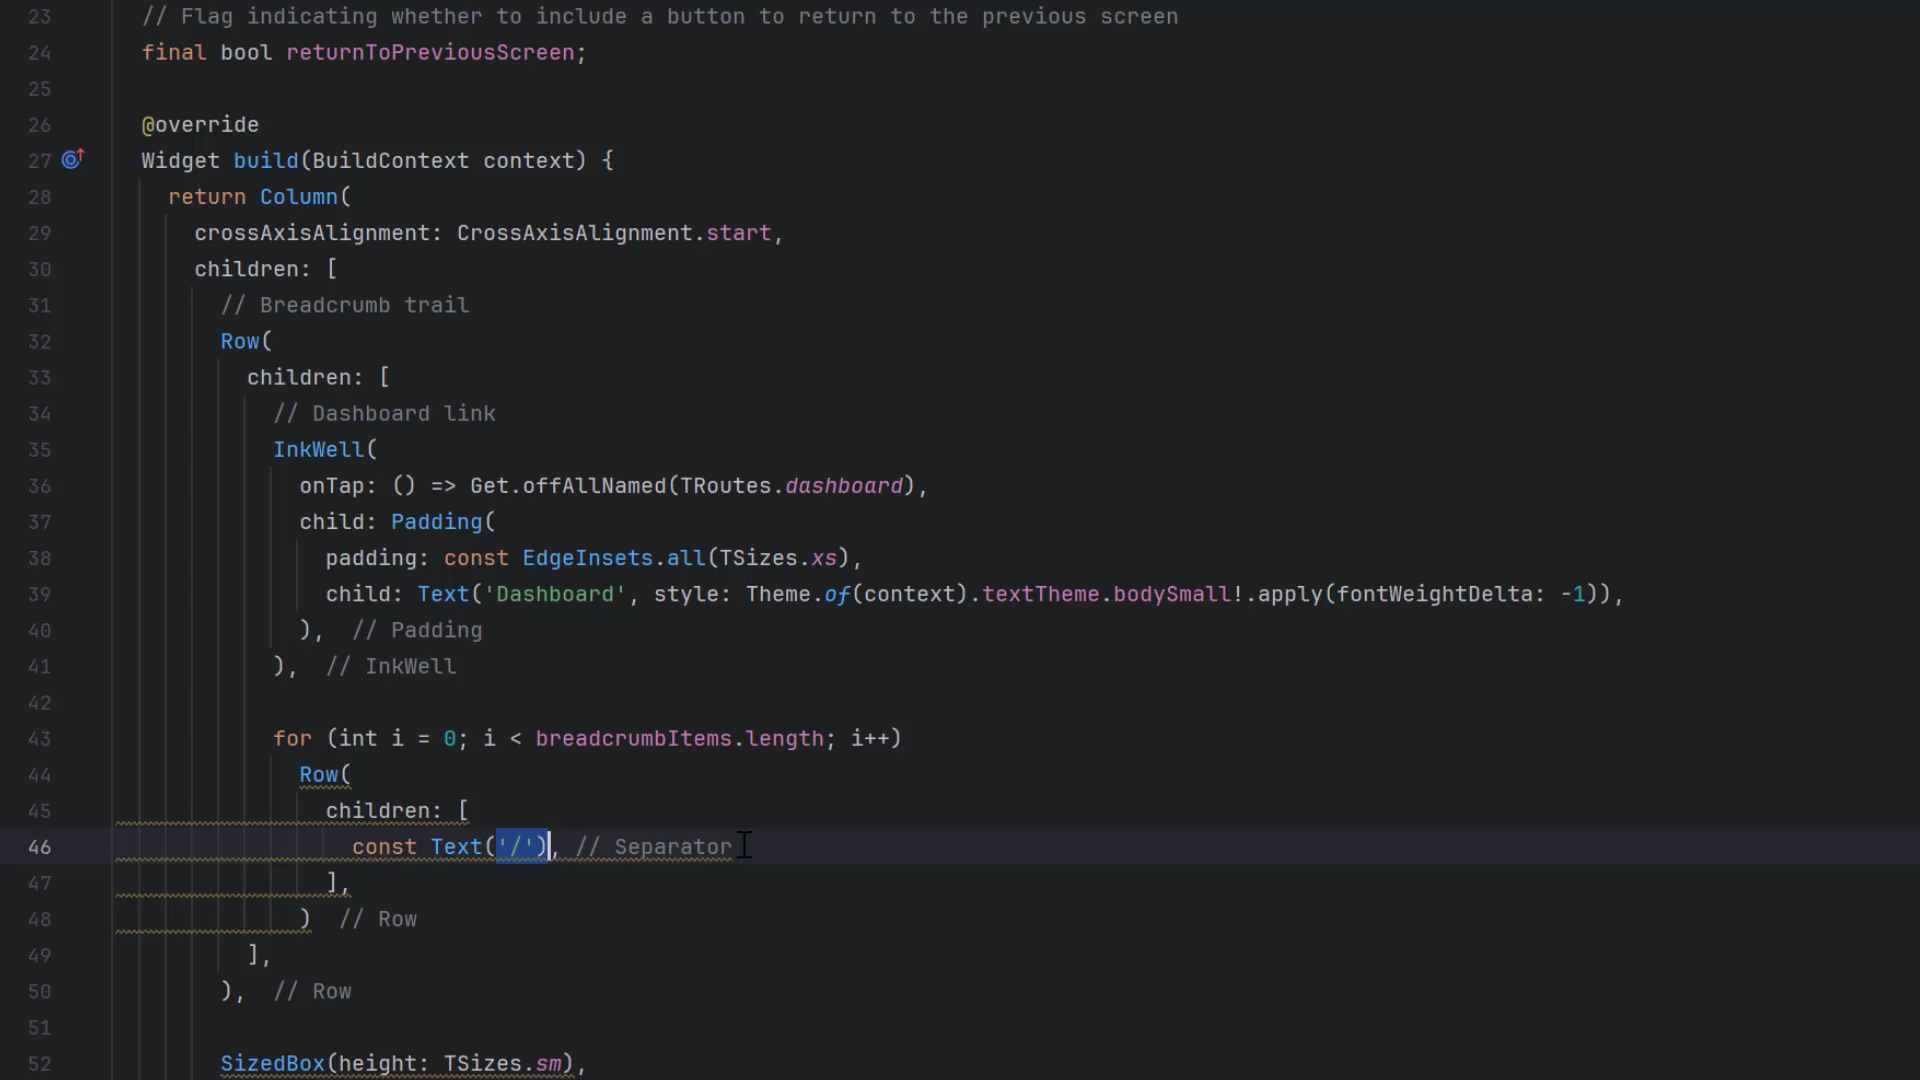 23 // Flag indicating whether to include a button to return to the previous screen
24 final bool returnToPreviousScreen;
25
26 @override
27 Widget build(BuildContext context) {
28 return Column(
29 crossAxisAlignment: CrossAxisAlignment.start,
30 children: [
31 // Breadcrumb trail
32 Row(
33 children: [
34 // Dashboard link
35 InkWell(
36 onTap: () => Get.offAllNamed(TRoutes.dashboard),
37 child: Padding(
38 padding: const EdgeInsets.all(TSizes.xs),
39 child: Text('Dashboard', style: Theme.of(context).textTheme.bodySmall!.apply(fontWeightDelta: -1)),
40 ), // Padding
41 ), // InkWell
42
43 for (int i = 0; i < breadcrumbItems.length; i++)
44 Row(
45 children: [
46 const Text('/'), // Separator
47 ],
48 ) // Row
49 ],
50 ), // Row
51
52 SizedBox(height: TSizes.sm),